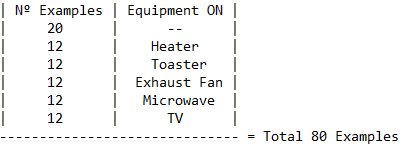 | Nº Examples | Equipment ON |
| 20 | -- |
| 12 | Heater |
| 12 | Toaster |
| 12 | Exhaust Fan |
| 12 | Microwave |
| 12 | TV |
------------------------------ = Total 80 Examples